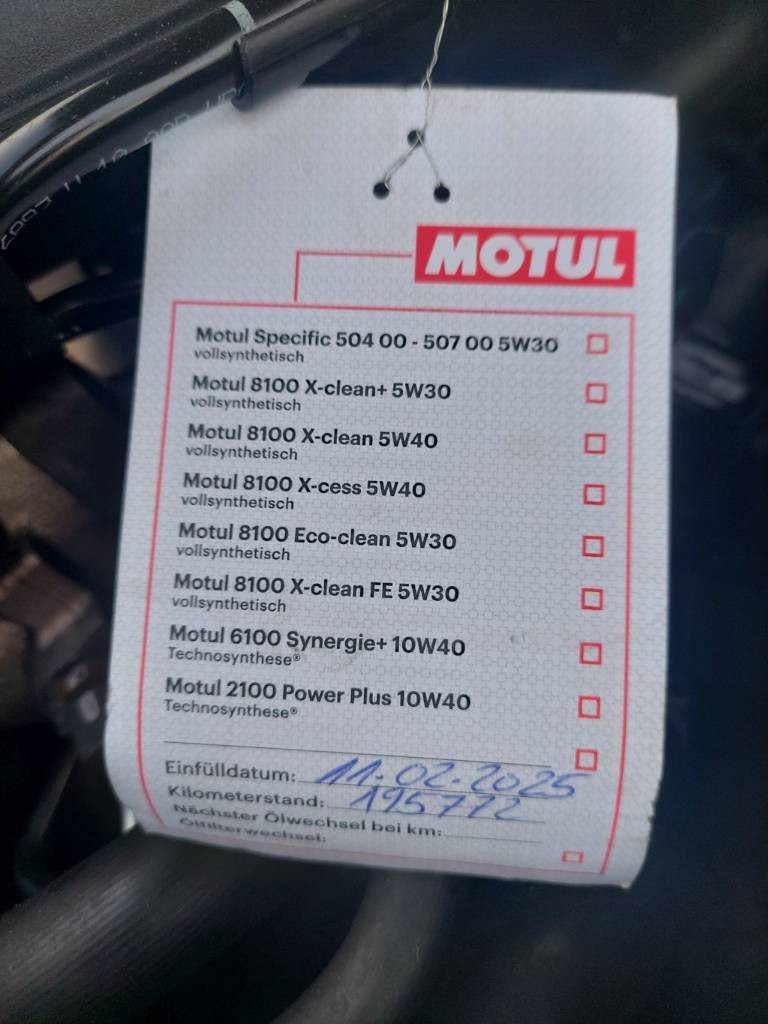 MOTUL
Motul Specific 504 00 - 507 00 5W30
vollsynthetisch
Motul 8100 X-clean+ 5W30
vollsynthetisch
Motul 8100 X-clean 5W40
vollsynthetisch
Motul 8100 X-cess 5W40
vollsynthetisch
Motul 8100 Eco-clean 5W30
vollsynthetisch
Motul 8100 X-clean FE 5W30
vollsynthetisch
Motul 6100 Synergie+ 10W40
Technosynthese®
Motul 2100 Power Plus 10W40
Technosynthese®
Einfülldatum: 11.02.2025
Kilometerstand: 195772
Nächster Ölwechsel bei km:
Ölfilterwechsel: